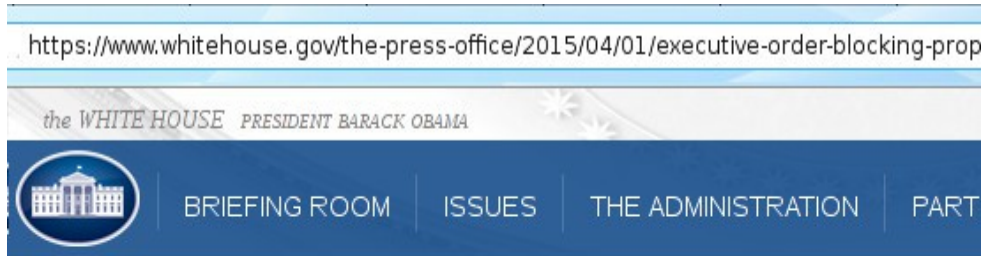 https://www.whitehouse.gov/the-press-office/2015/04/01/executive-order-blocking-prop
the WHITE HOUSE PRESIDENT BARACK OBAMA
BRIEFING ROOM ISSUES THE ADMINISTRATION PART